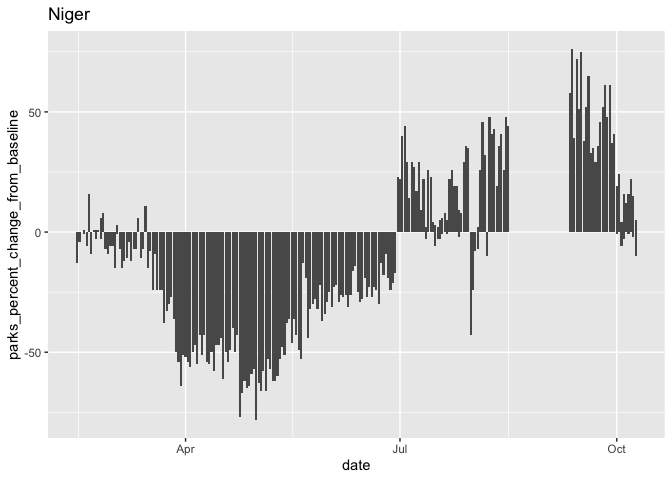 Niger
parks_percent_change_from_baseline
50
0
-50
Apr
Jul
Oct
date